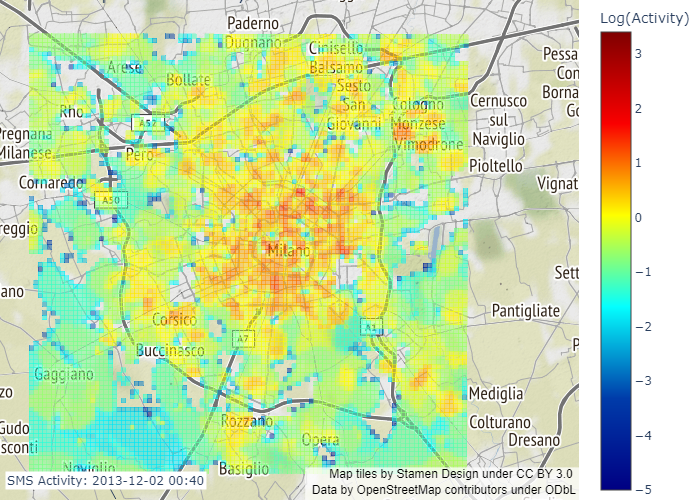 Log(Activity)
Paderno
Dugnano
Cinisello
Balsamo
Pessa
Con
Arese
Bollate
Sesto
San
Giovanni
Borna
Go
Rho
A52
Cologno
Monzese
Cernusco
sul
Naviglio
Pregnana
Milanese
Pero
Vimodrone
Pioltello
Cornaredo
Vignat
A50
reggio
Milano
Sett
ano
Pantigliate
Corsico
A1
A7
P
Buccinasco
Gaggiano
zo
Mediglia
Gudo
sconti
Rozzano
Colturano
Opera
Dresano
Noviglio
Basiglio
3
2
1
0
−1
−2
−3
−4
−5
SMS Activity: 2013-12-02 00:40
Map tiles by Stamen Design under CC BY 3.0
Data by OpenStreetMap contributors under ODbL